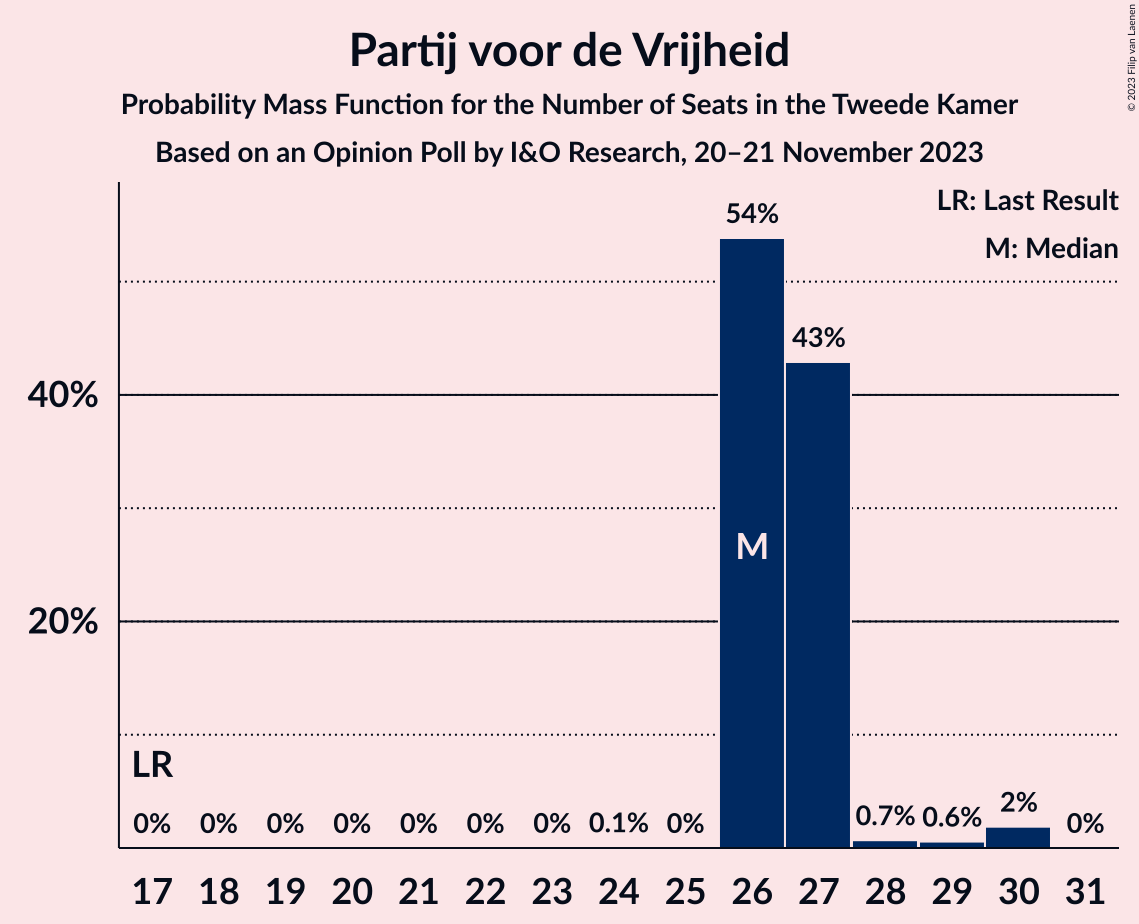 Partij voor de Vrijheid
Probability Mass Function for the Number of Seats in the Tweede Kamer
Based on an Opinion Poll by I&O Research, 20–21 November 2023
© 2023 Filip van Laenen
LR: Last Result
M: Median
54%
43%
40%
M
20%
LR
0% 0% 0% 0% 0% 0% 0% 0.1% 0% 0.7% 0.6% 2% 0%
17 18 19 20 21 22 23 24 25 26 27 28 29 30 31